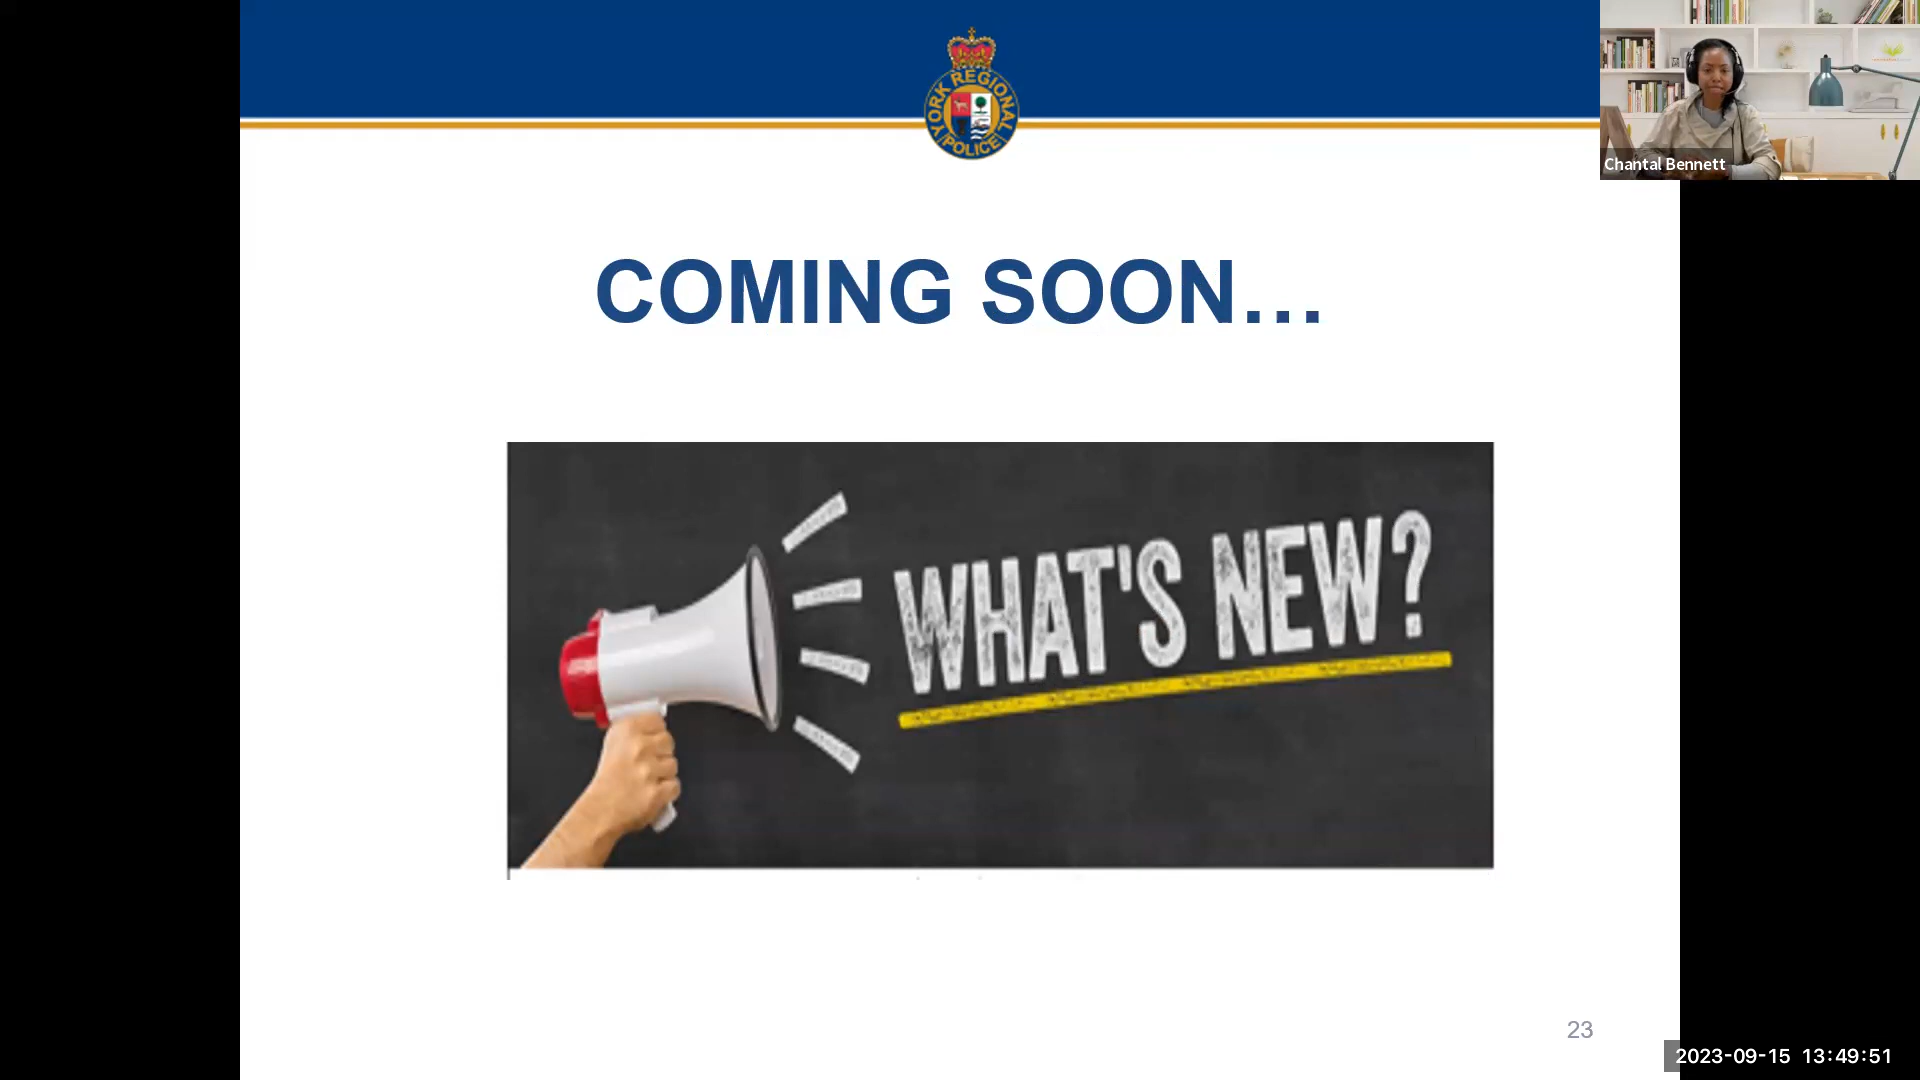 YORK REGIONAL
POLICE
Chantal Bennett
COMING SOON…
WHAT'S NEW?
23
2023-09-15 13:49:51